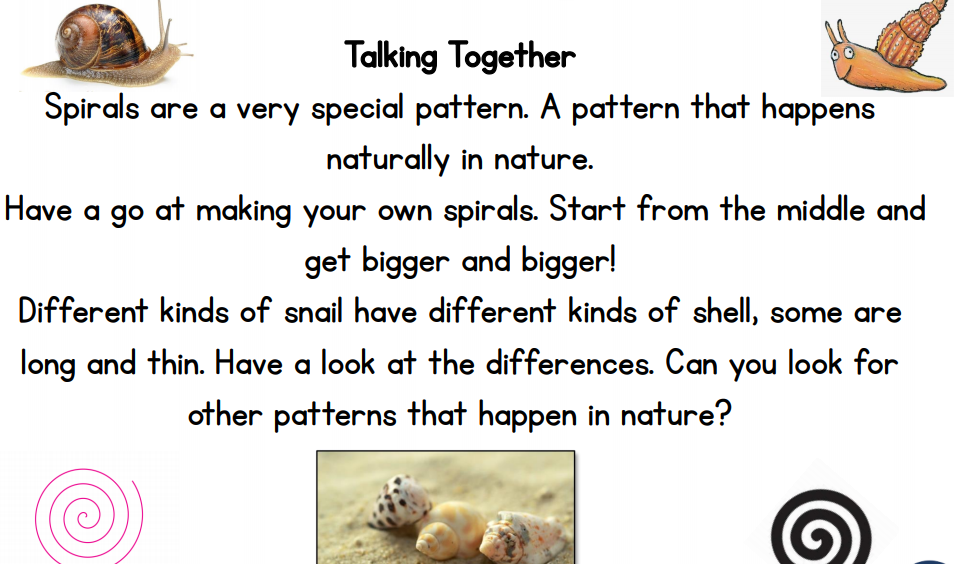 Talking Together
Spirals are a very special pattern. A pattern that happens
naturally in nature.
Have a go at making your own spirals. Start from the middle and
get bigger and bigger!
Different kinds of snail have different kinds of shell, some are
long and thin. Have a look at the differences. Can you look for
other patterns that happen in nature?